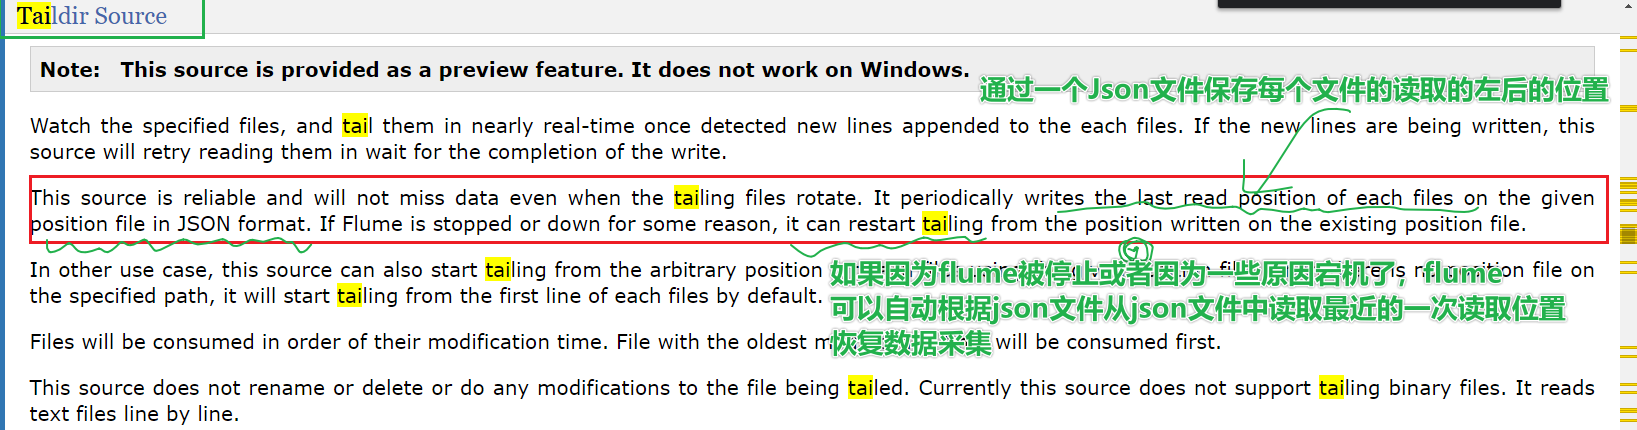 Taildir Source
Note: This source is provided as a preview feature. It does not work on Windows.
通过一个Json文件保存每个文件的读取的左后的位置
Watch the specified files, and tail them in nearly real-time once detected new lines appended to the each files. If the new lines are being written, this
source will retry reading them in wait for the completion of the write.
This source is reliable and will not miss data even when the tailing files rotate. It periodically writes the last read position of each files on the given
position file in JSON format. If Flume is stopped or down for some reason, it can restart tailing from the position written on the existing position file.
In other use case, this source can also start tailing from the arbitrary position
is no position file on
如果因为flume被停止或者因为一些原因宕机了，flume
the specified path, it will start tailing from the first line of each files by default.
可以自动根据json文件从json文件中读取最近的一次读取位置
Files will be consumed in order of their modification time. File with the oldest
will be consumed first.
恢复数据采集
This source does not rename or delete or do any modifications to the file being tailed. Currently this source does not support tailing binary files. It reads
text files line by line.